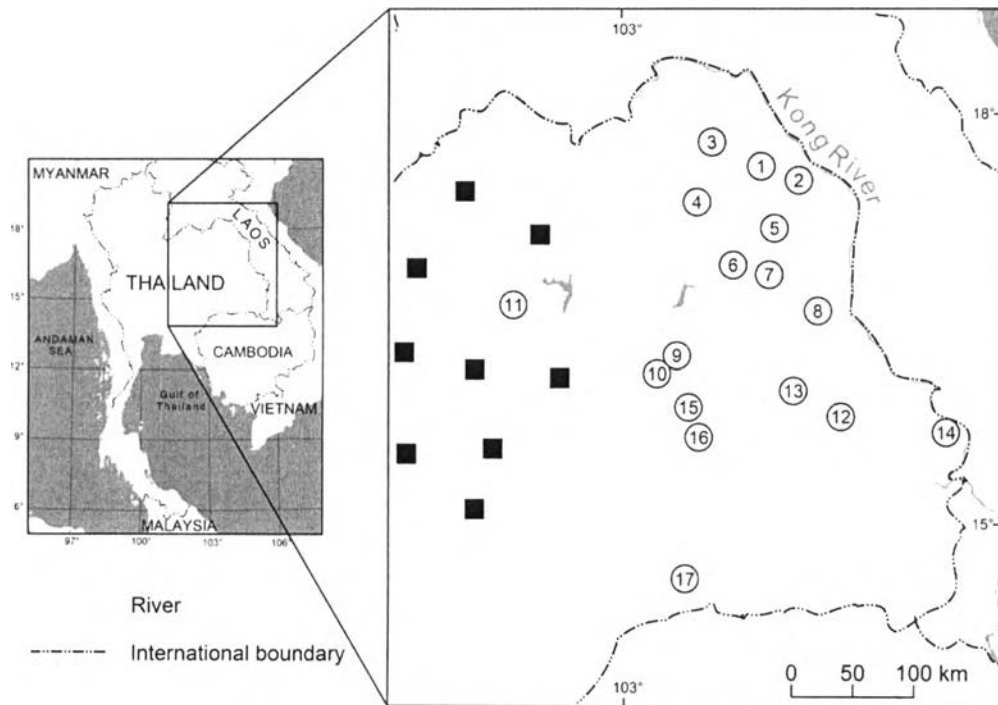 MYANMAR
LAOS
THAILAND
ANDAMAN
SEA
CAMBODIA
Gulf of
Thailand
VIETNAM
MALAYSIA
18°
15°
12°
9°
6°
97°
100°
103°
106°
River
International boundary
103°
Kong River
18°
3
1
2
4
5
6
7
11
8
9
10
13
15
12
16
14
15°
17
103°
0 50 100 km